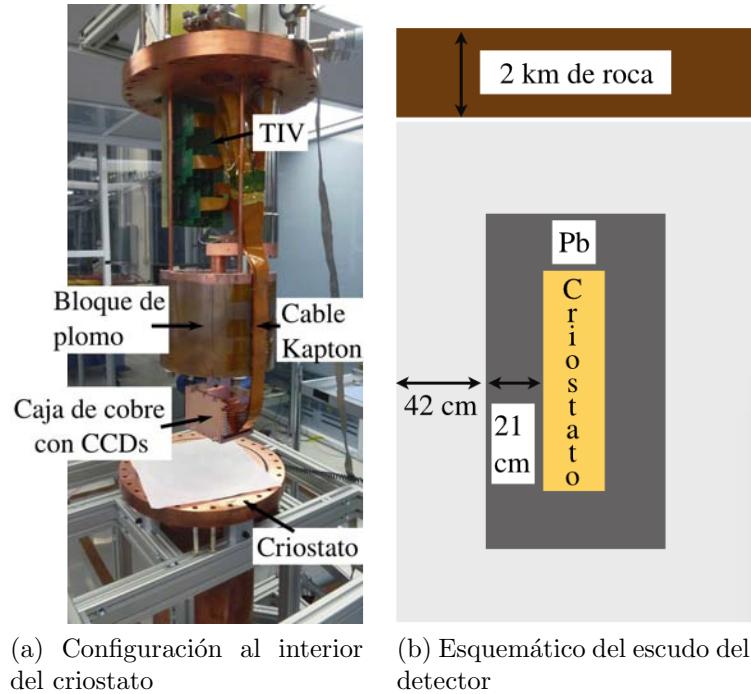 TIV
Bloque de
plomo
Cable
Kapton
Caja de cobre
con CCDs
Criostato
(a) Configuración al interior
del criostato
2 km de roca
Pb
Criostato
42 cm
21
cm
(b) Esquemático del escudo del
detector